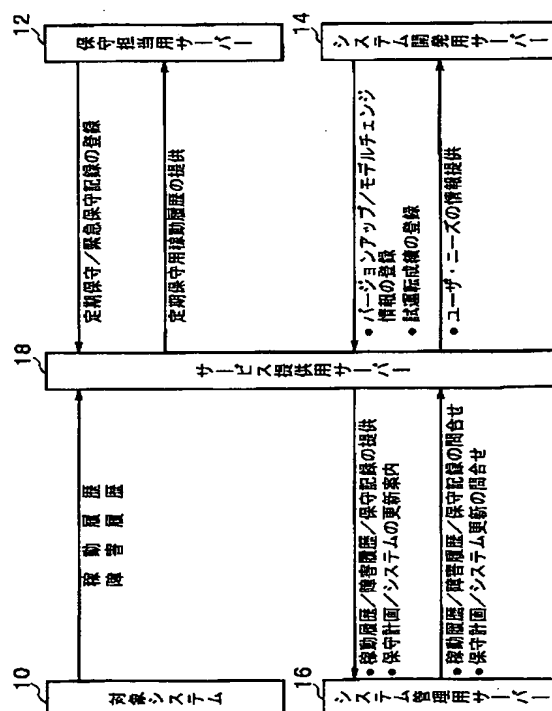 10
対象システム
稼動履歴
障害履歴
18
サービス提供用サーバー
12
保守担当用サーバー
定期保守/緊急保守記録の登録
定期保守用稼動履歴の提供
16
システム管理用サーバー
•稼動履歴/障害履歴/保守記録の提供
•保守計画/システムの更新案内
•稼動履歴/障害履歴/保守記録の問合せ
•保守計画/システム更新の問合せ
14
システム開発用サーバー
•バージョンアップ/モデルチェンジ
情報の登録
•試運転成績の登録
•ユーザ・ニーズの情報提供